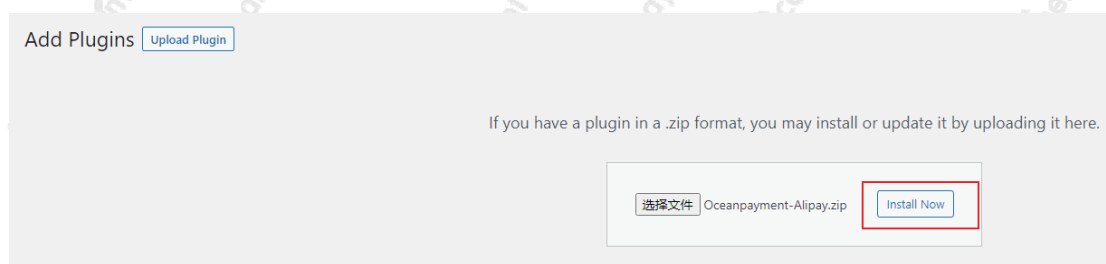 Add Plugins Upload Plugin
If you have a plugin in a .zip format, you may install or update it by uploading it here.
选择文件 Oceanpayment-Alipay.zip Install Now